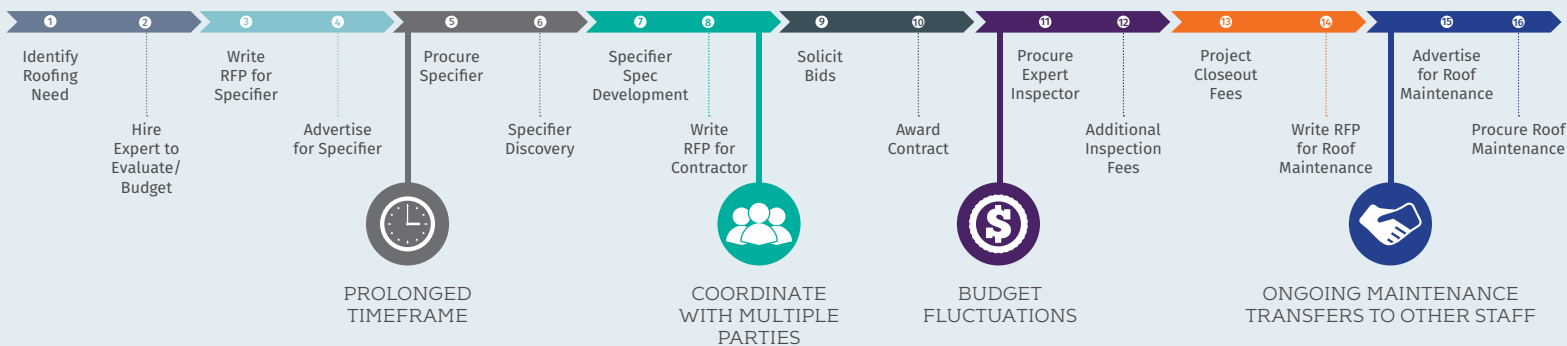 1
2
3
4
5
6
7
8
9
10
11
12
13
14
15
16
Identify
Roofing
Need
Hire
Expert to
Evaluate/
Budget
Write
RFP for
Specifier
Advertise
for Specifier
Procure
Specifier
Specifier
Discovery
Specifier
Spec
Development
Write
RFP for
Contractor
Solicit
Bids
Award
Contract
Procure
Expert
Inspector
Additional
Inspection
Fees
Project
Closeout
Fees
Write RFP
for Roof
Maintenance
Advertise
for Roof
Maintenance
Procure Roof
Maintenance
$
PROLONGED
TIMEFRAME
COORDINATE
WITH MULTIPLE
PARTIES
BUDGET
FLUCTUATIONS
ONGOING MAINTENANCE
TRANSFERS TO OTHER STAFF